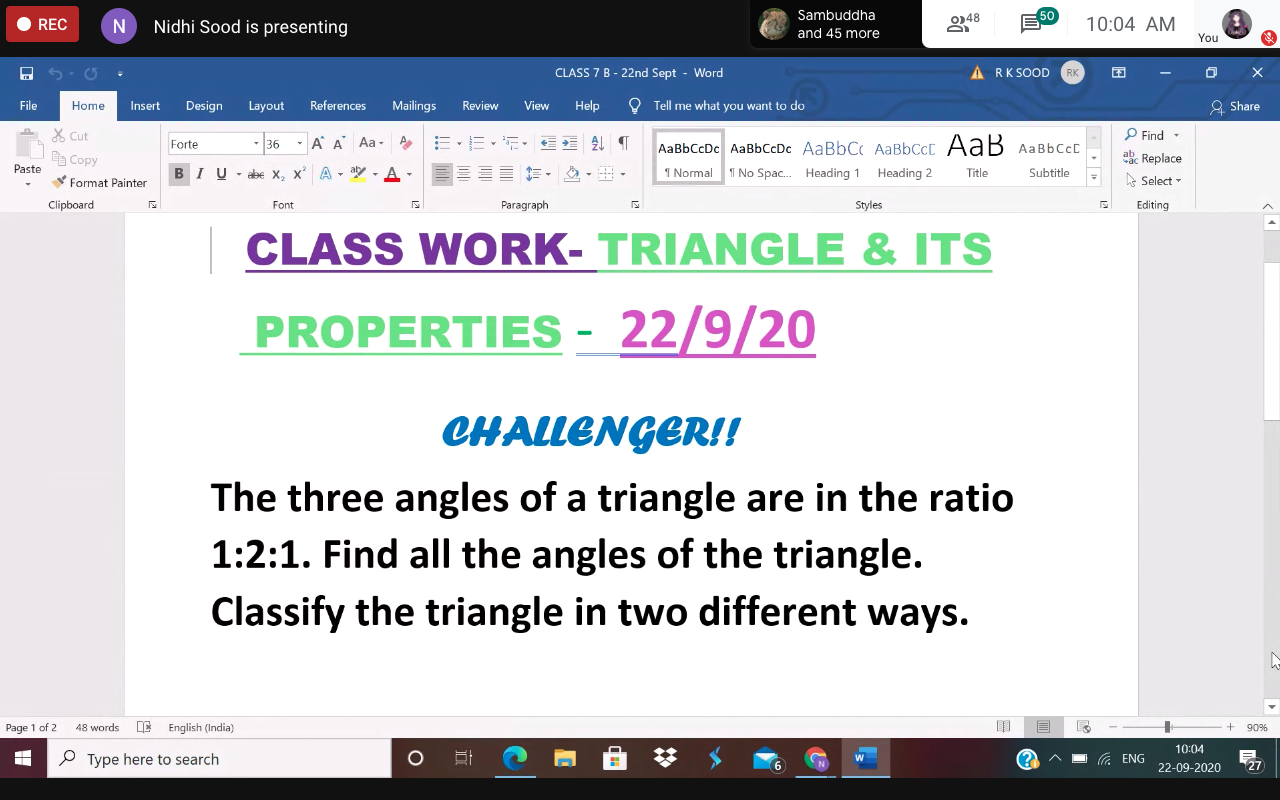 REC
N
Nidhi Sood is presenting
Sambuddha
and 45 more
48
50
10:04 AM
You
CLASS 7 B - 22nd Sept - Word
R K SOOD
RK
File Home Insert Design Layout References Mailings Review View Help Tell me what you want to do
Share
Paste
Cut
Copy
Format Painter
Clipboard
Forte
36
Aa
B I U abc X₂ X² A A
Font
Paragraph
AaBbCcDc AaBbCcDc AaBbCc AaBbCcD AaB AaBbCcD
¶ Normal ¶ No Spac... Heading 1 Heading 2 Title Subtitle
Styles
Find
Replace
Select
Editing
CLASS WORK- TRIANGLE & ITS
PROPERTIES - 22/9/20
CHALLENGER!!
The three angles of a triangle are in the ratio
1:2:1. Find all the angles of the triangle.
Classify the triangle in two different ways.
Page 1 of 2 48 words English (India)
90%
Type here to search
6
N
W
ENG
10:04
22-09-2020
27